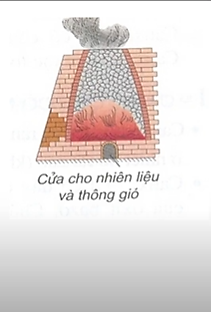 Cửa cho nhiên liệu
và thông gió